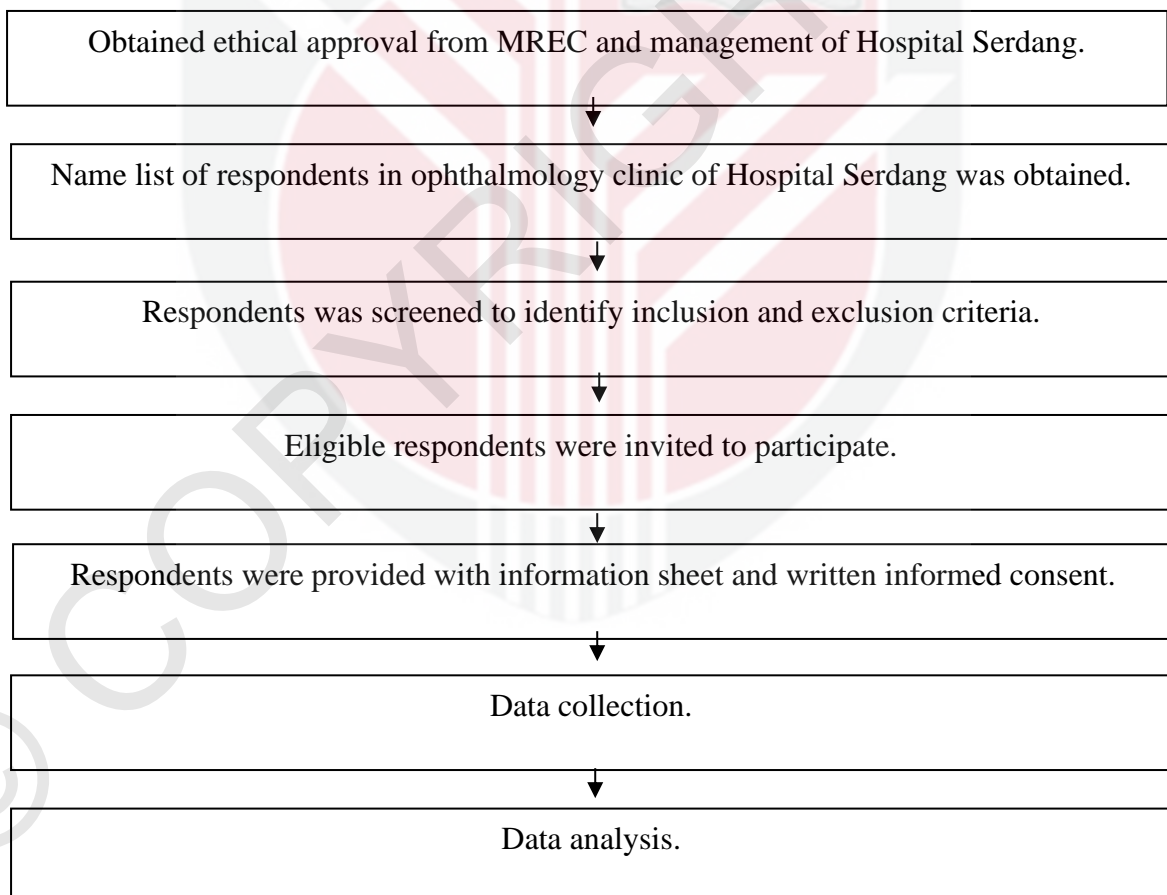 Obtained ethical approval from MREC and management of Hospital Serdang.
Name list of respondents in ophthalmology clinic of Hospital Serdang was obtained.
Respondents was screened to identify inclusion and exclusion criteria.
Eligible respondents were invited to participate.
Respondents were provided with information sheet and written informed consent.
Data collection.
Data analysis.
© COPYRIGH